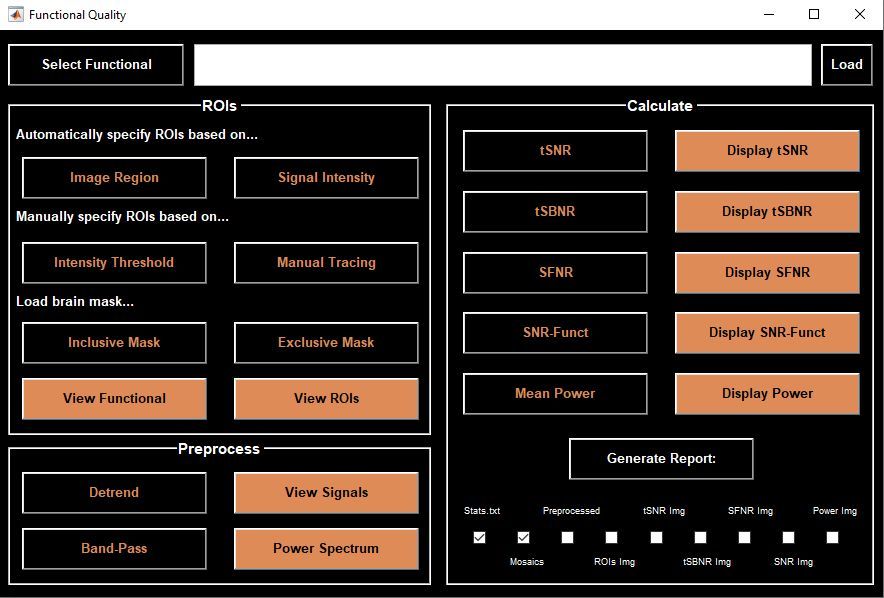 Functional Quality
Select Functional
Load
ROIs
Automatically specify ROIs based on...
Image Region
Signal Intensity
Manually specify ROIs based on...
Intensity Threshold
Manual Tracing
Load brain mask...
Inclusive Mask
Exclusive Mask
View Functional
View ROIs
Preprocess
Detrend
View Signals
Band-Pass
Power Spectrum
Calculate
tSNR
Display tSNR
tSBNR
Display tSBNR
SFNR
Display SFNR
SNR-Funct
Display SNR-Funct
Mean Power
Display Power
Generate Report:
Stats.txt
Preprocessed
tSNR Img
SFNR Img
Power Img
Mosaics
ROIs Img
tSBNR Img
SNR Img